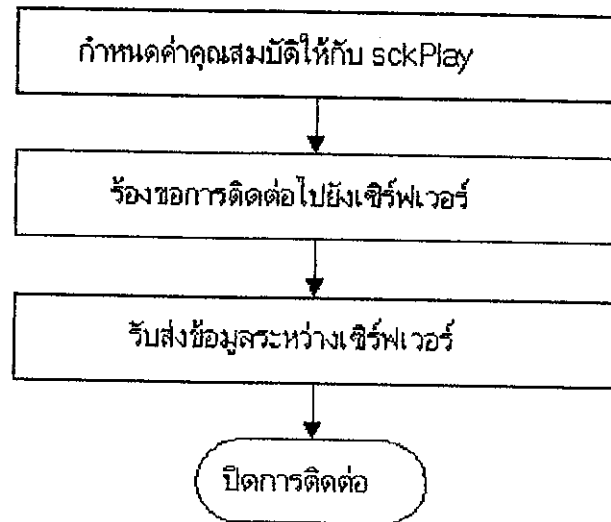 กำหนดค่าคุณสมบัติให้กับ sckPlay
ร้องขอการติดต่อไปยังเซิร์ฟเวอร์
รับส่งข้อมูลระหว่างเซิร์ฟเวอร์
ปิดการติดต่อ